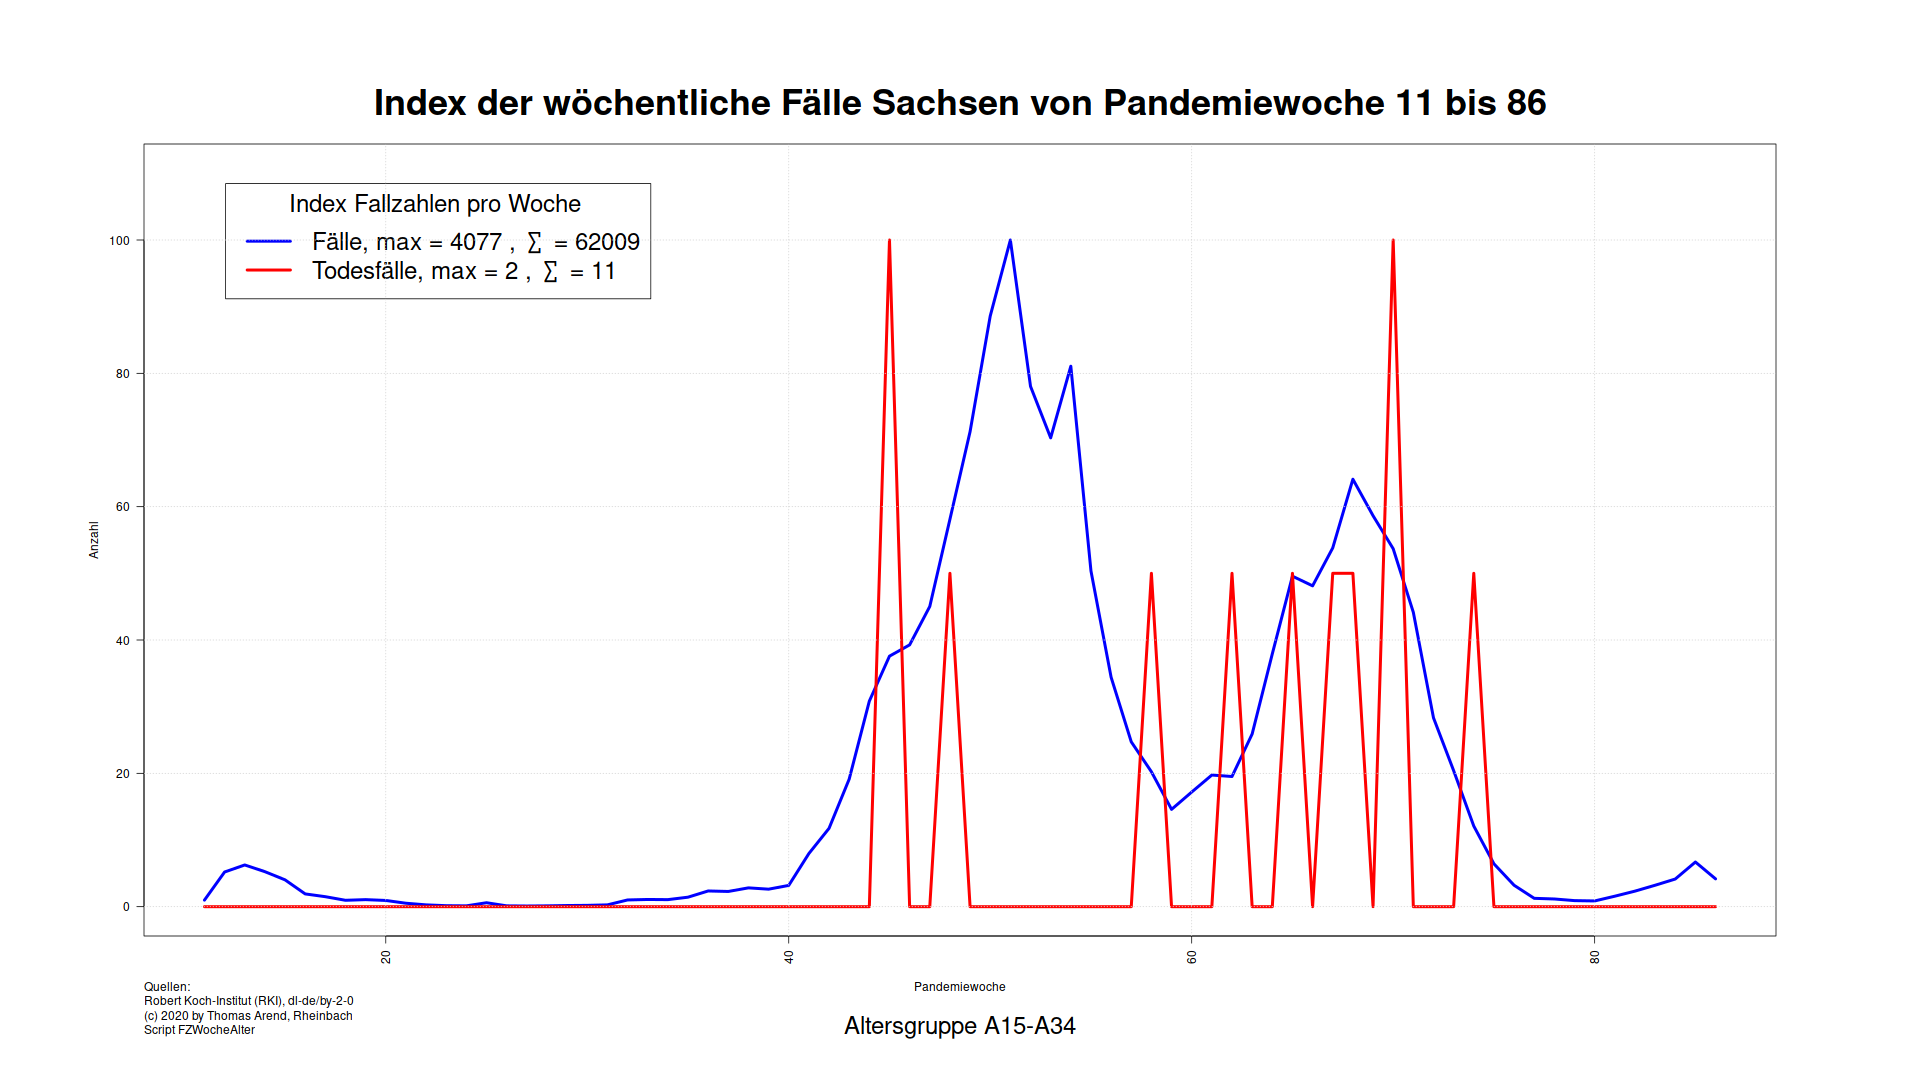 Index der wöchentliche Fälle Sachsen von Pandemiewoche 11 bis 86
Index Fallzahlen pro Woche
Fälle, max = 4077 , ∑ = 62009
Todesfälle, max = 2 , ∑ = 11
100
80
60
40
20
0
Anzahl
20
40
60
80
Pandemiewoche
Quellen:
Robert Koch-Institut (RKI), dl-de/by-2-0
(c) 2020 by Thomas Arend, Rheinbach
Script FZWocheAlter
Altersgruppe A15-A34